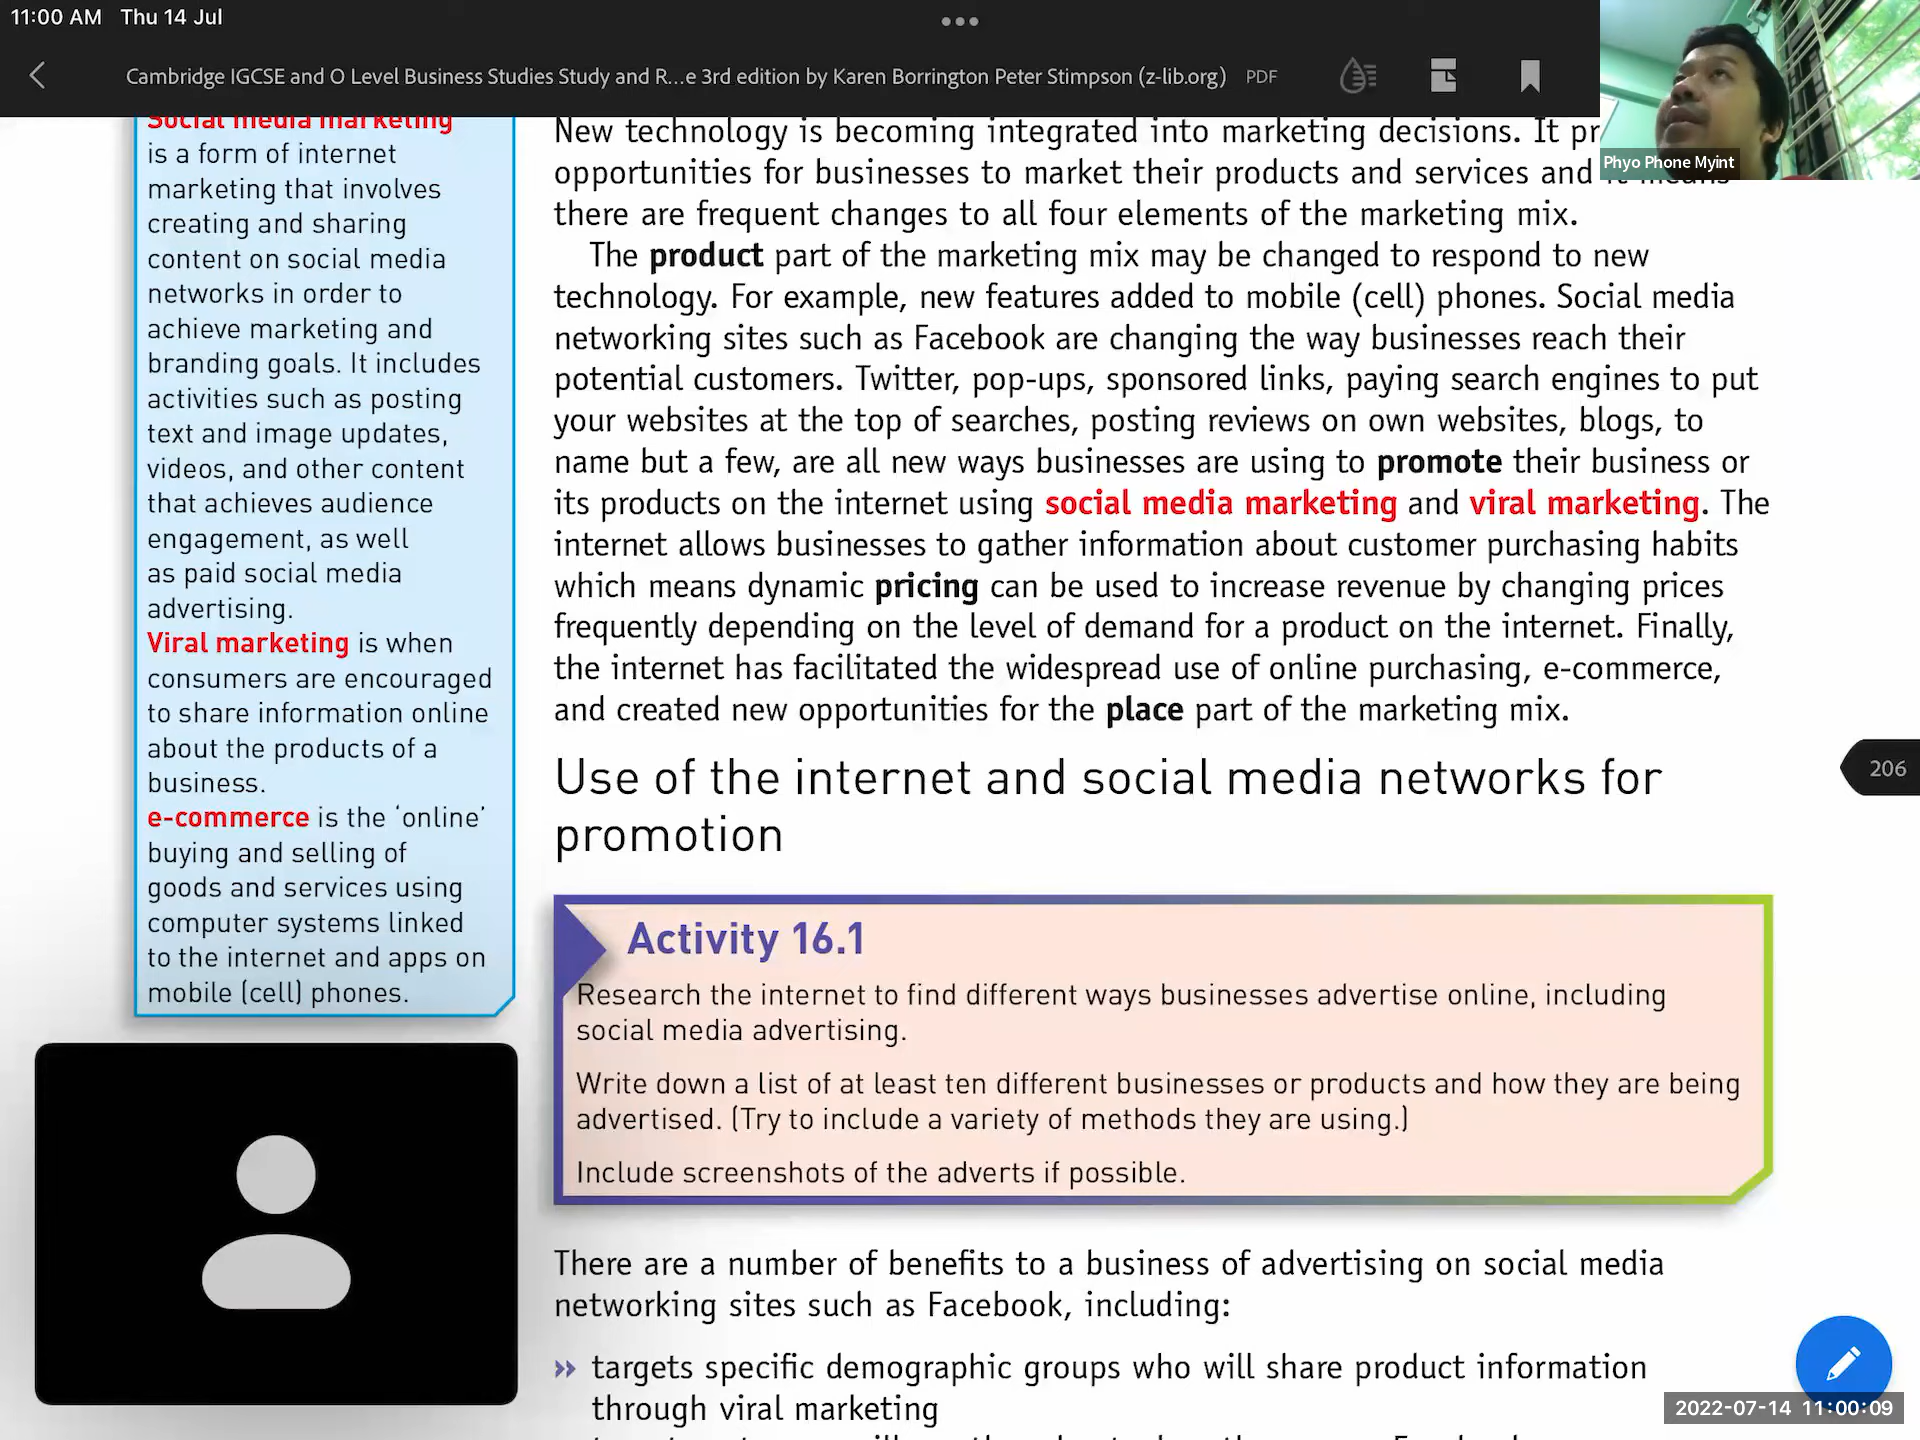 11:00 AM Thu 14 Jul
Cambridge IGCSE and O Level Business Studies Study and R...e 3rd edition by Karen Borrington Peter Stimpson (z-lib.org) PDF
Phyo Phone Myint
Social media marketing
is a form of internet
marketing that involves
creating and sharing
content on social media
networks in order to
achieve marketing and
branding goals. It includes
activities such as posting
text and image updates,
videos, and other content
that achieves audience
engagement, as well
as paid social media
advertising.
Viral marketing is when
consumers are encouraged
to share information online
about the products of a
business.
e-commerce is the ‘online’
buying and selling of
goods and services using
computer systems linked
to the internet and apps on
mobile (cell) phones.
New technology is becoming integrated into marketing decisions. It
opportunities for businesses to market their products and services and it means
there are frequent changes to all four elements of the marketing mix.
The product part of the marketing mix may be changed to respond to new
technology. For example, new features added to mobile (cell) phones. Social media
networking sites such as Facebook are changing the way businesses reach their
potential customers. Twitter, pop-ups, sponsored links, paying search engines to put
your websites at the top of searches, posting reviews on own websites, blogs, to
name but a few, are all new ways businesses are using to promote their business or
its products on the internet using social media marketing and viral marketing. The
internet allows businesses to gather information about customer purchasing habits
which means dynamic pricing can be used to increase revenue by changing prices
frequently depending on the level of demand for a product on the internet. Finally,
the internet has facilitated the widespread use of online purchasing, e-commerce,
and created new opportunities for the place part of the marketing mix.
206
Use of the internet and social media networks for
promotion
Activity 16.1
Research the internet to find different ways businesses advertise online, including
social media advertising.
Write down a list of at least ten different businesses or products and how they are being
advertised. (Try to include a variety of methods they are using.)
Include screenshots of the adverts if possible.
There are a number of benefits to a business of advertising on social media
networking sites such as Facebook, including:
» targets specific demographic groups who will share product information
through viral marketing
2022-07-14 11:00:09